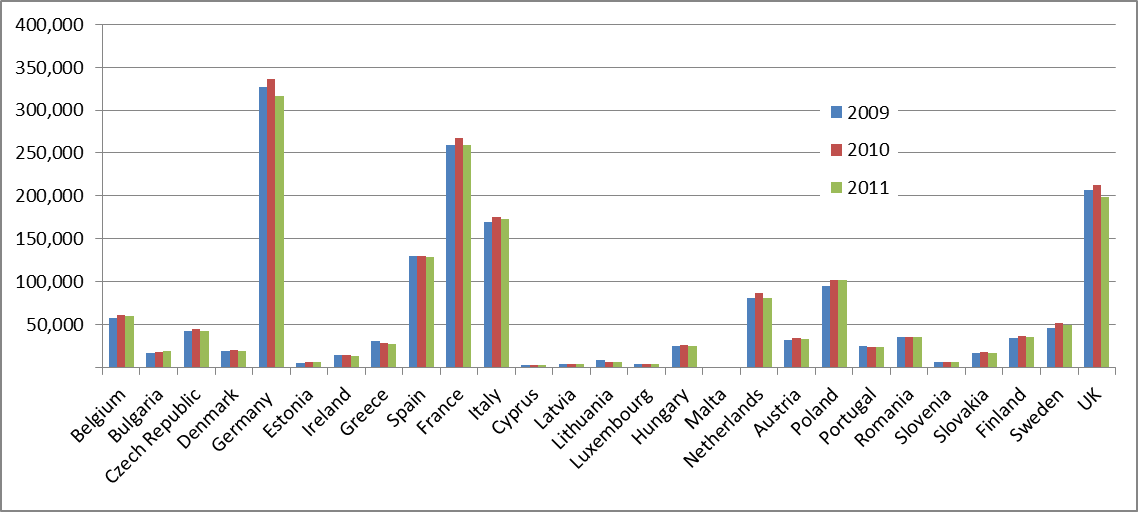 400,000
350,000
300,000
250,000
200,000
150,000
100,000
50,000
2009
2010
2011
Belgium
Bulgaria
Czech Republic
Denmark
Germany
Estonia
Ireland
Greece
Spain
France
Italy
Cyprus
Latvia
Lithuania
Luxembourg
Hungary
Malta
Netherlands
Austria
Poland
Portugal
Romania
Slovenia
Slovakia
Finland
Sweden
UK